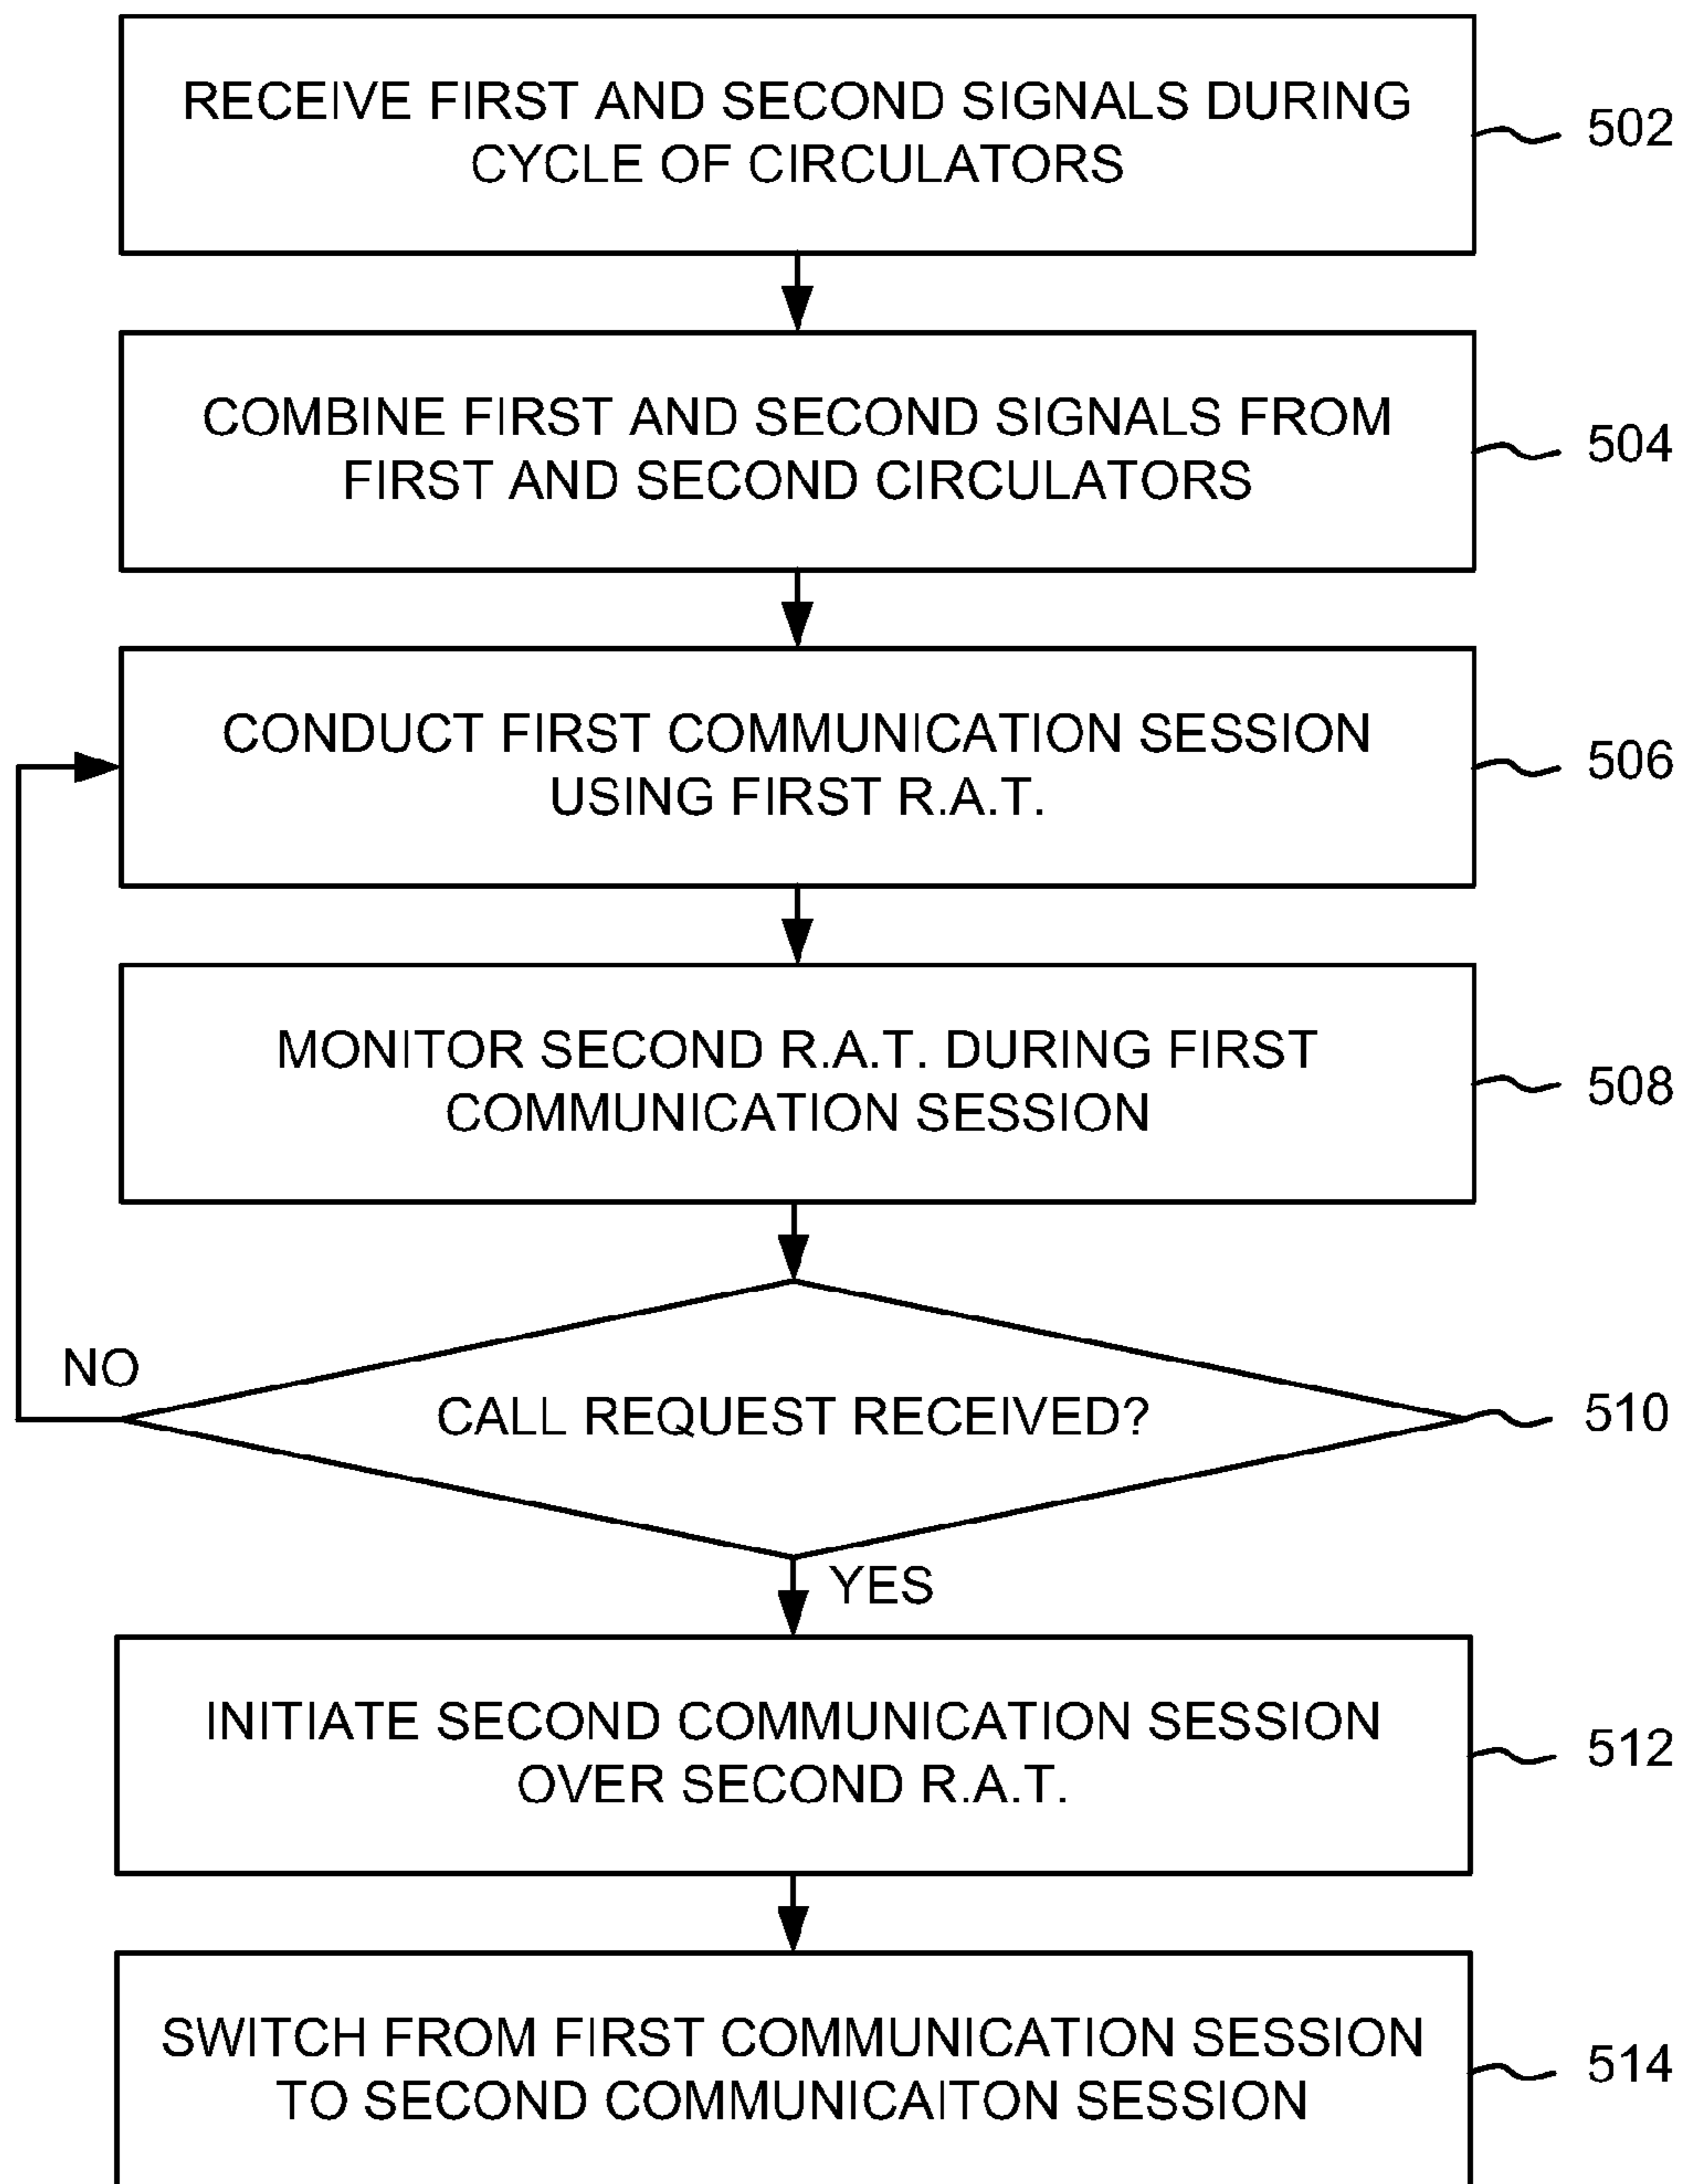 RECEIVE FIRST AND SECOND SIGNALS DURING
CYCLE OF CIRCULATORS
502
COMBINE FIRST AND SECOND SIGNALS FROM
FIRST AND SECOND CIRCULATORS
504
CONDUCT FIRST COMMUNICATION SESSION
USING FIRST R.A.T.
506
MONITOR SECOND R.A.T. DURING FIRST
COMMUNICATION SESSION
508
NO
CALL REQUEST RECEIVED?
510
YES
INITIATE SECOND COMMUNICATION SESSION
OVER SECOND R.A.T.
512
SWITCH FROM FIRST COMMUNICATION SESSION
TO SECOND COMMUNICAITON SESSION
514